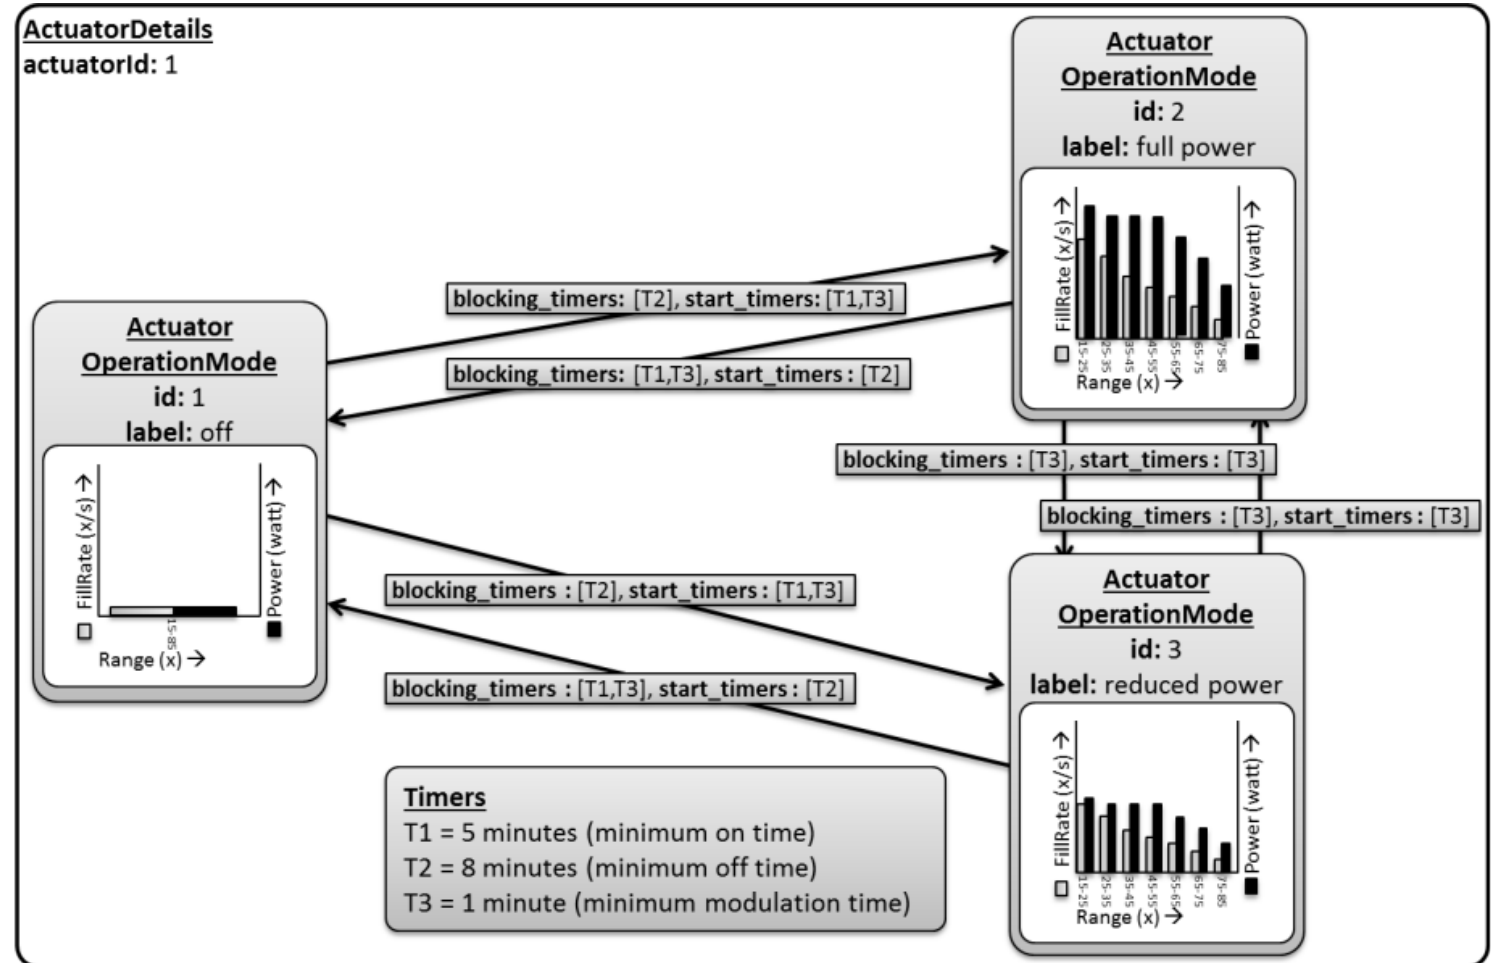 ActuatorDetails
actuatorId: 1
Actuator
OperationMode
id: 2
label: full power
FillRate (x/s) →
Power (watt) →
15-25
25-35
35-45
45-55
55-65
65-75
75-85
Range (x) →
blocking_timers: [T2], start_timers: [T1,T3]
blocking_timers: [T1,T3], start_timers : [T2]
Actuator
OperationMode
id: 1
label: off
FillRate (x/s) →
Power (watt) →
15-85
Range (x) →
blocking_timers : [T3], start_timers : [T3]
blocking_timers : [T3], start_timers : [T3]
blocking_timers : [T2], start_timers : [T1,T3]
blocking_timers : [T1,T3], start_timers : [T2]
Actuator
OperationMode
id: 3
label: reduced power
FillRate (x/s) →
Power (watt) →
15-25
25-35
35-45
45-55
55-65
65-75
75-85
Range (x) →
Timers
T1 = 5 minutes (minimum on time)
T2 = 8 minutes (minimum off time)
T3 = 1 minute (minimum modulation time)